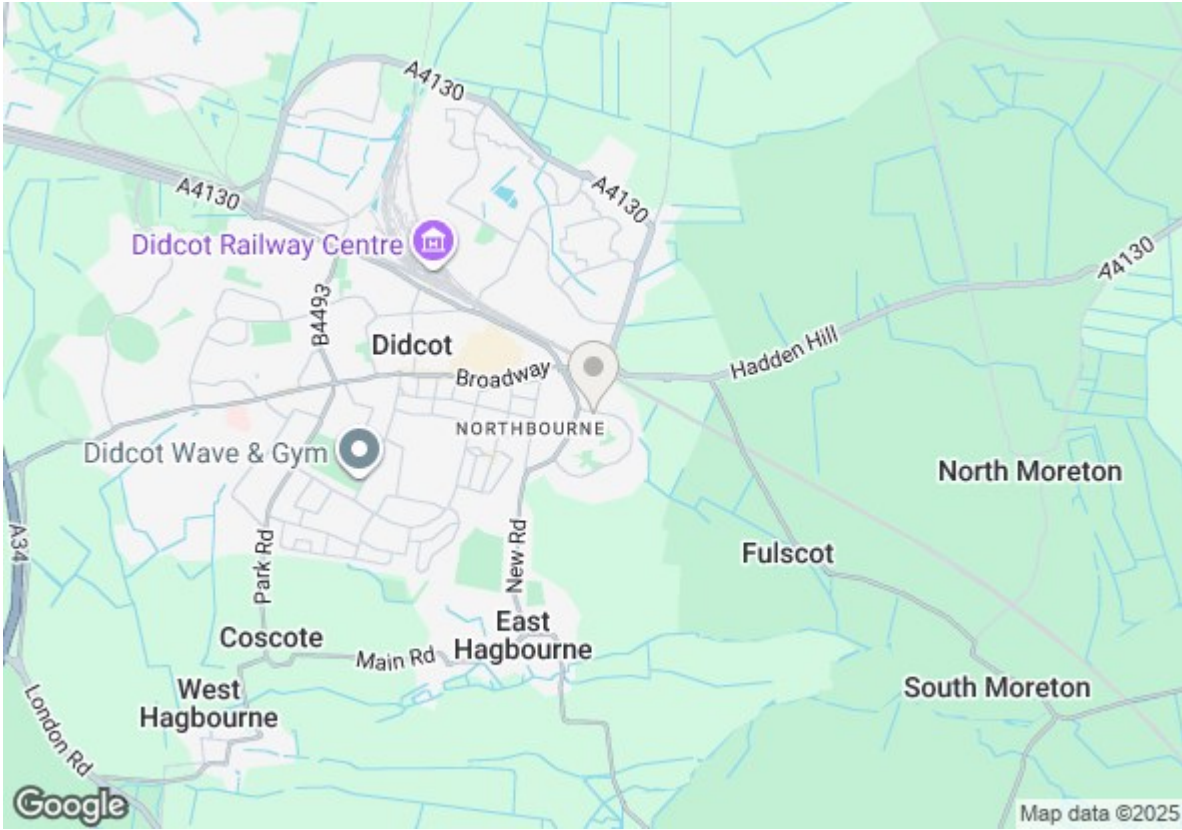 A4130
A4130
A4130
A4130
Didcot Railway Centre
B4493
Didcot
Hadden Hill
Broadway
NORTHBOURNE
Didcot Wave & Gym
North Moreton
A34
New Rd
Fulscot
Park Rd
East
Hagbourne
Coscote
Main Rd
West
Hagbourne
South Moreton
London Rd
Google
Map data ©2025